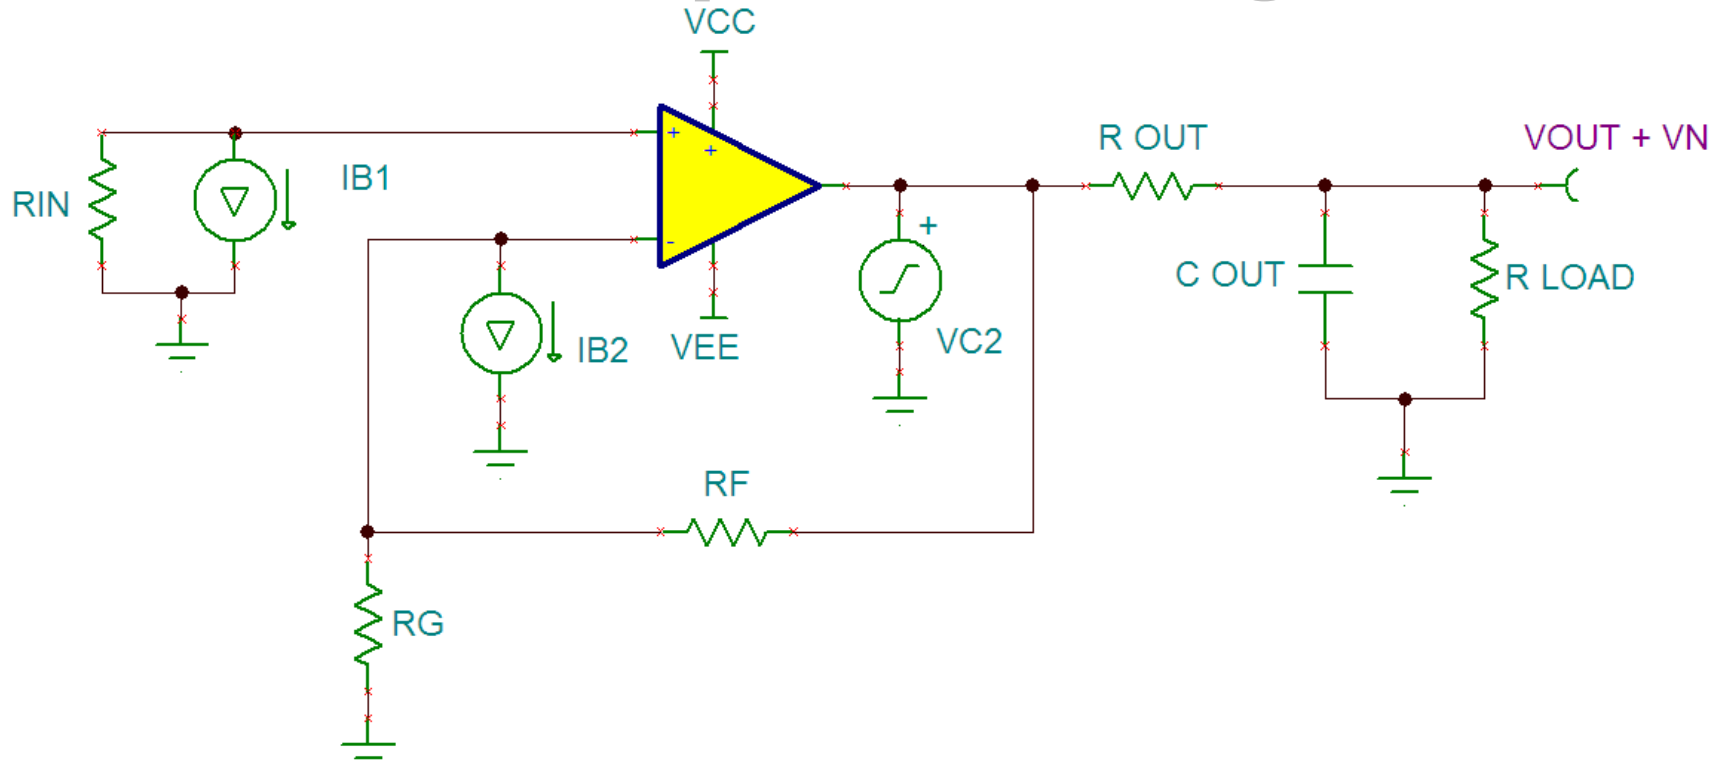 VCC
R OUT
VOUT + VN
+
+
IB1
RIN
+
-
C OUT
R LOAD
IB2
VEE
VC2
RF
RG